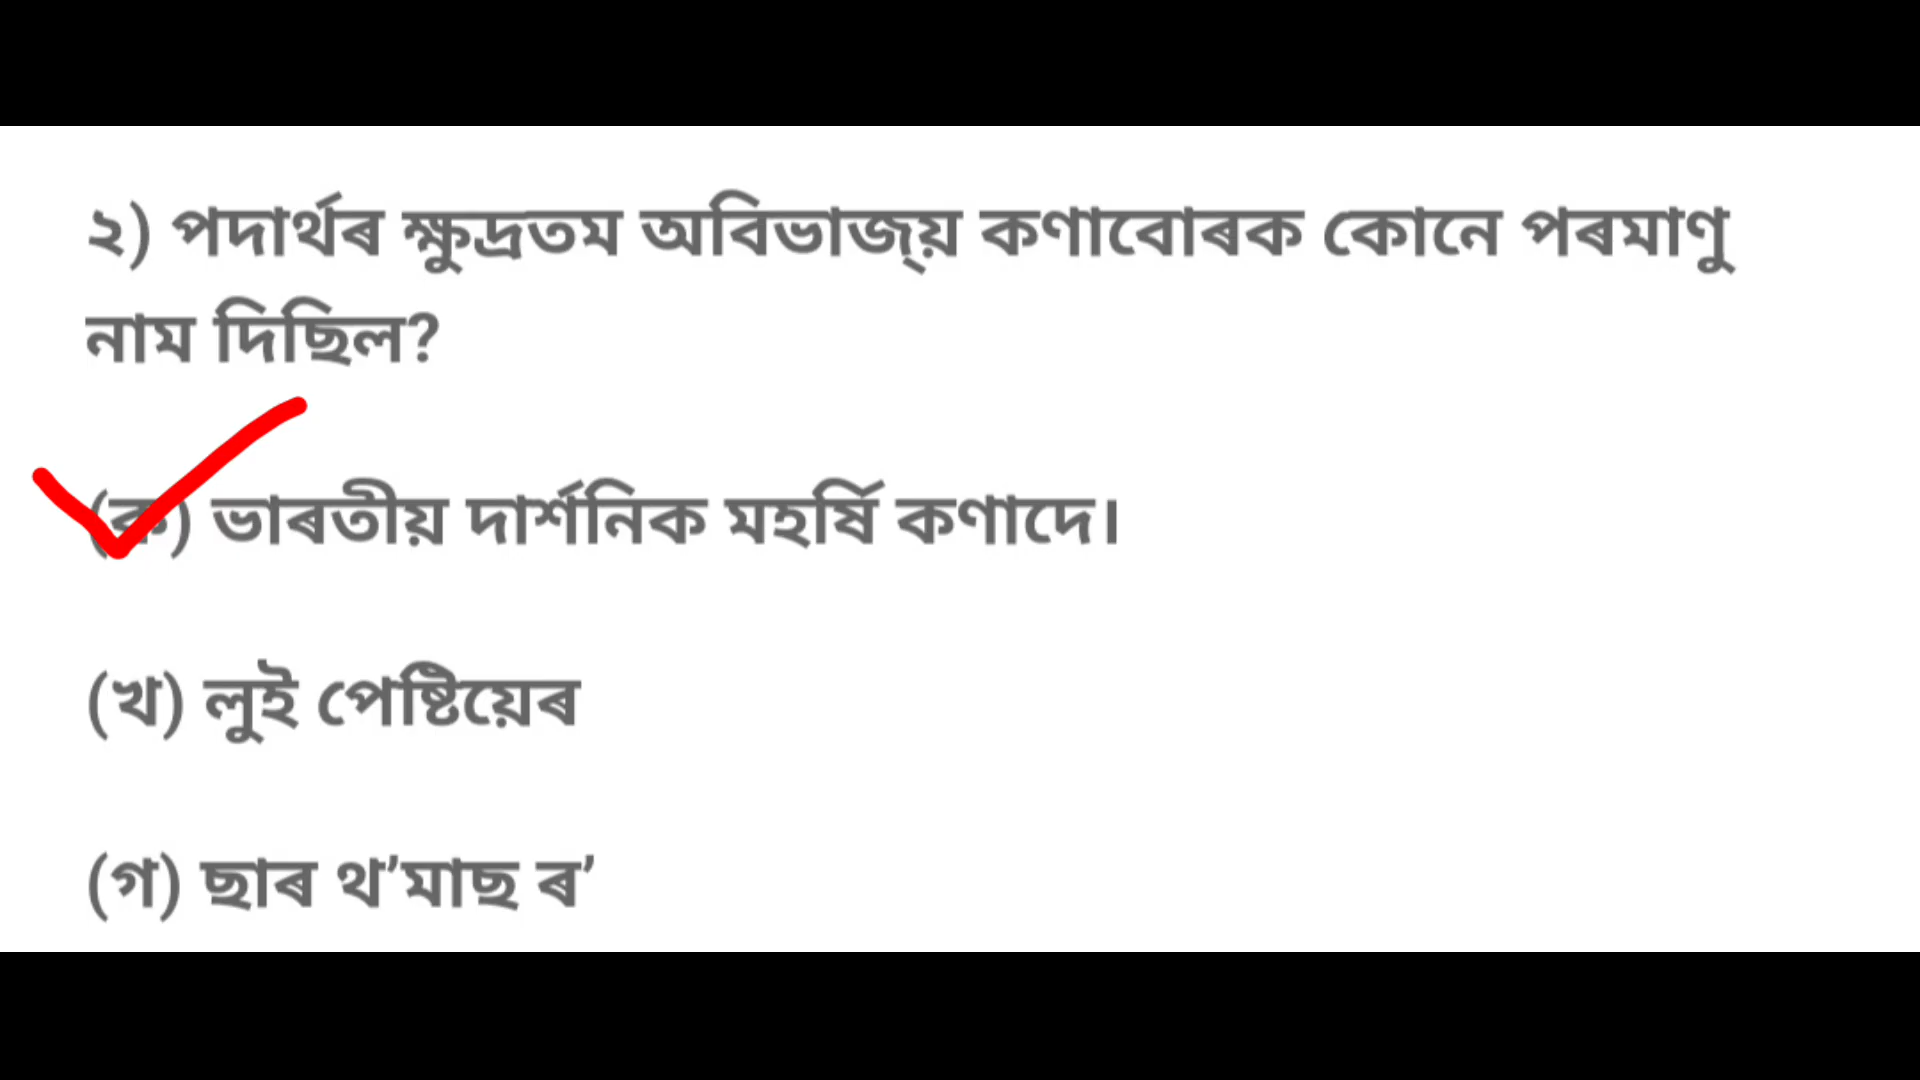 ২) পদাৰ্থৰ ক্ষুদ্ৰতম অবিভাজ্য় কণাবোৰক কোনে পৰমাণু
নাম দিছিল?
(ক) ভাৰতীয় দাৰ্শনিক মহৰ্ষি কণাদে।
(খ) লুই পেষ্টিয়েৰ
(গ) ছাৰ থ’মাছ ৰ’